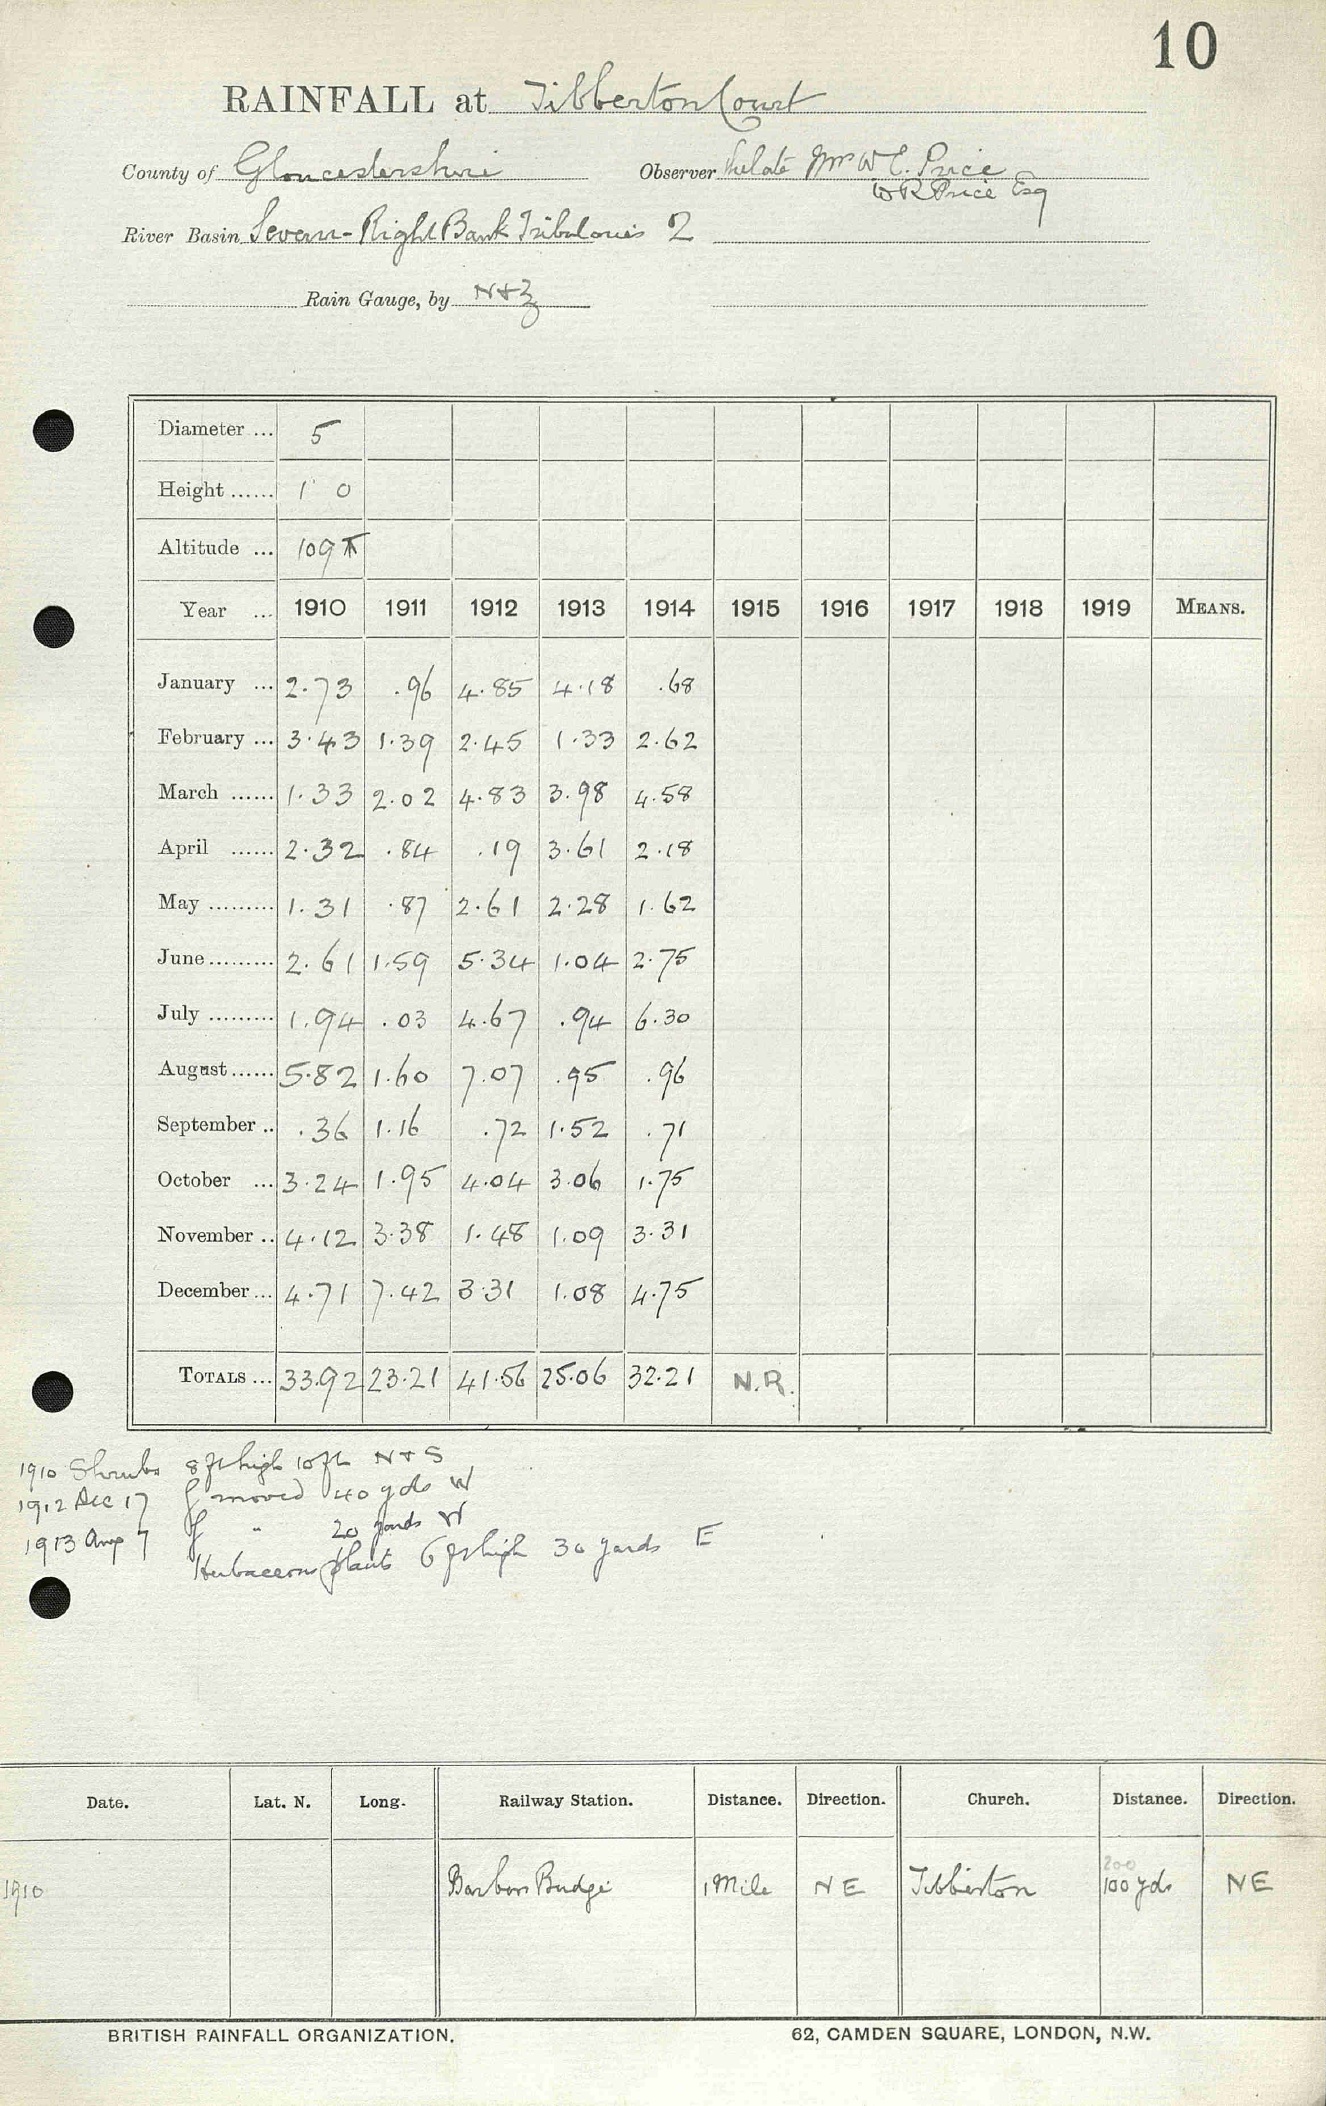 10
RAINFALL at Tibberton Court
County of Gloucestershire Observer The late Mrs W C. Price
W R Price Esq
River Basin Severn - Right Bank Tributaries 2
Rain Gauge, by N & Z
Diameter ... 5
Height ...... 1' 0
Altitude ... 109
Year ... 1910 1911 1912 1913 1914 1915 1916 1917 1918 1919 MEANS.
January ... 2.73 .96 4.85 4.18 .68
February ... 3.43 1.39 2.45 1.33 2.62
March ...... 1.33 2.02 4.83 3.98 4.58
April ...... 2.32 .84 .19 3.61 2.18
May ......... 1.31 .87 2.61 2.28 1.62
June ......... 2.61 1.59 5.34 1.04 2.75
July ......... 1.94 .03 4.67 .94 6.30
August ...... 5.82 1.60 7.07 .95 .96
September .. .36 1.16 .72 1.52 .71
October ... 3.24 1.95 4.04 3.06 1.75
November .. 4.12 3.38 1.48 1.09 3.31
December ... 4.71 7.42 3.31 1.08 4.75
TOTALS ... 33.92 23.21 41.56 25.06 32.21 N.R.
1910 Shrubs 8 ft high 10 ft N & S
1912 Dec 17 g moved 40 yds W
1913 Aug 7 g " 20 yards W
Herbaceous plants 6 ft high 30 yards E
Date. Lat. N. Long. Railway Station. Distance. Direction. Church. Distance. Direction.
200
1910 Barbers Bridge 1 Mile NE Tibberton 100 yds NE
BRITISH RAINFALL ORGANIZATION. 62, CAMDEN SQUARE, LONDON, N.W.